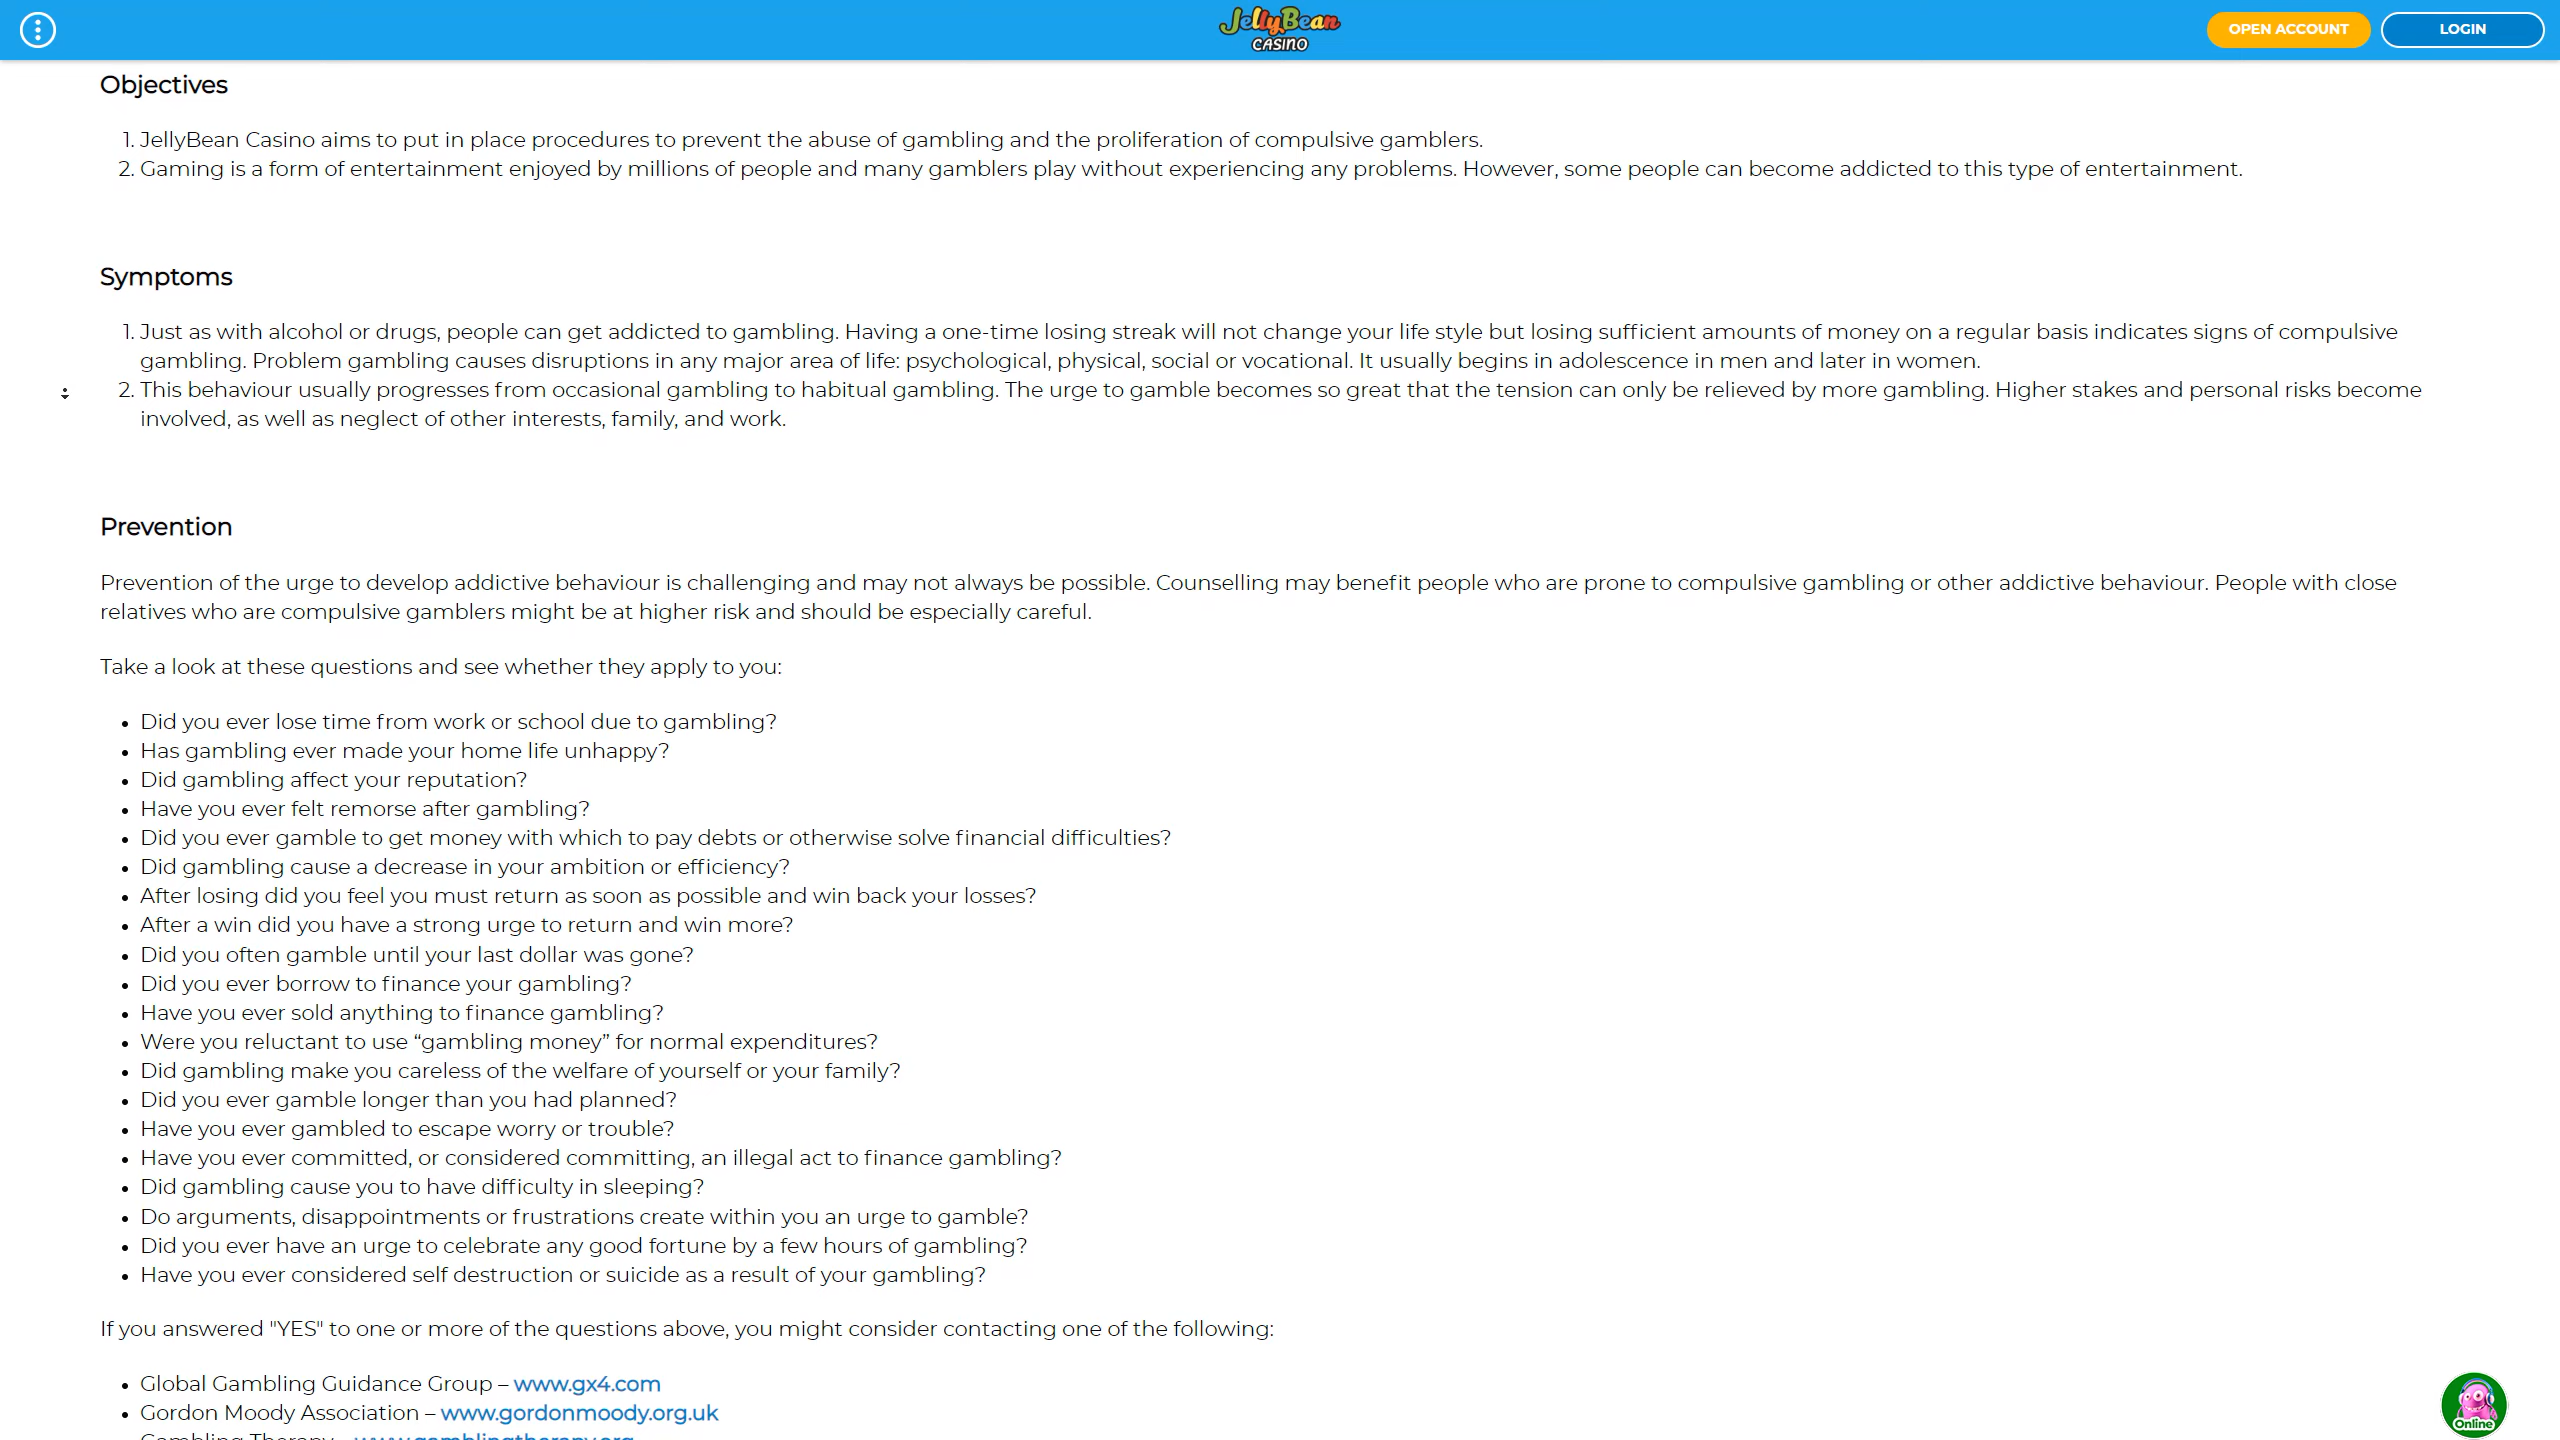 JellyBean
CASINO
OPEN ACCOUNT
LOGIN
Objectives
1. JellyBean Casino aims to put in place procedures to prevent the abuse of gambling and the proliferation of compulsive gamblers.
2. Gaming is a form of entertainment enjoyed by millions of people and many gamblers play without experiencing any problems. However, some people can become addicted to this type of entertainment.
Symptoms
1. Just as with alcohol or drugs, people can get addicted to gambling. Having a one-time losing streak will not change your life style but losing sufficient amounts of money on a regular basis indicates signs of compulsive
gambling. Problem gambling causes disruptions in any major area of life: psychological, physical, social or vocational. It usually begins in adolescence in men and later in women.
2. This behaviour usually progresses from occasional gambling to habitual gambling. The urge to gamble becomes so great that the tension can only be relieved by more gambling. Higher stakes and personal risks become
involved, as well as neglect of other interests, family, and work.
Prevention
Prevention of the urge to develop addictive behaviour is challenging and may not always be possible. Counselling may benefit people who are prone to compulsive gambling or other addictive behaviour. People with close
relatives who are compulsive gamblers might be at higher risk and should be especially careful.
Take a look at these questions and see whether they apply to you:
• Did you ever lose time from work or school due to gambling?
• Has gambling ever made your home life unhappy?
• Did gambling affect your reputation?
• Have you ever felt remorse after gambling?
• Did you ever gamble to get money with which to pay debts or otherwise solve financial difficulties?
• Did gambling cause a decrease in your ambition or efficiency?
• After losing did you feel you must return as soon as possible and win back your losses?
• After a win did you have a strong urge to return and win more?
• Did you often gamble until your last dollar was gone?
• Did you ever borrow to finance your gambling?
• Have you ever sold anything to finance gambling?
• Were you reluctant to use “gambling money” for normal expenditures?
• Did gambling make you careless of the welfare of yourself or your family?
• Did you ever gamble longer than you had planned?
• Have you ever gambled to escape worry or trouble?
• Have you ever committed, or considered committing, an illegal act to finance gambling?
• Did gambling cause you to have difficulty in sleeping?
• Do arguments, disappointments or frustrations create within you an urge to gamble?
• Did you ever have an urge to celebrate any good fortune by a few hours of gambling?
• Have you ever considered self destruction or suicide as a result of your gambling?
If you answered "YES" to one or more of the questions above, you might consider contacting one of the following:
• Global Gambling Guidance Group – www.gx4.com
• Gordon Moody Association – www.gordonmoody.org.uk
Gambling Therapy – www.gamblingtherapy.org
Online